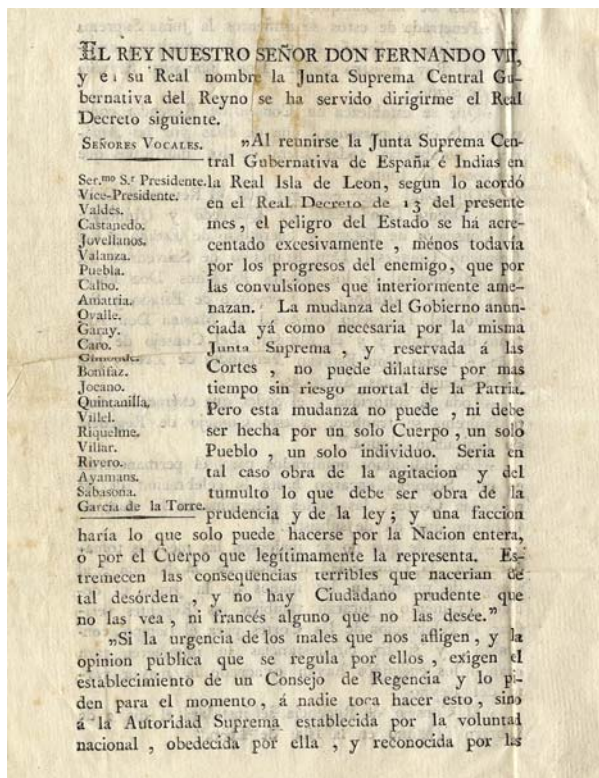 EL REY NUESTRO SEÑOR DON FERNANDO VII,
y e su Real nombre la Junta Suprema Central Gu-
bernativa del Reyno se ha servido dirigirme el Real
Decreto siguiente.
SEÑORES VOCALES.
Ser.mo S.r Presidente.
Vice-Presidente.
Valdés.
Castanedo.
Jovellanos.
Valanza.
Puebla.
Calbo.
Amatria.
Ovalle.
Garay.
Caro.
Gimonde.
Bonifaz.
Jocano.
Quintanilla.
Villel.
Riquelme.
Villar.
Rivero.
Ayamans.
Sabasona.
García de la Torre.
„Al reunirse la Junta Suprema Cen-
tral Gubernativa de España é Indias en
la Real Isla de Leon, segun lo acordó
en el Real Decreto de 13 del presente
mes, el peligro del Estado se há acre-
centado excesivamente, ménos todavía
por los progresos del enemigo, que por
las convulsiones que interiormente ame-
nazan. La mudanza del Gobierno anun-
ciada yá como necesaria por la misma
Junta Suprema, y reservada á las
Cortes, no puede dilatarse por mas
tiempo sin riesgo mortal de la Patria.
Pero esta mudanza no puede, ni debe
ser hecha por un solo Cuerpo, un solo
Pueblo, un solo individuo. Seria en
tal caso obra de la agitacion y del
tumulto lo que debe ser obra de la
prudencia y de la ley; y una faccion
haría lo que solo puede hacerse por la Nacion entera,
ó por el Cuerpo que legítimamente la representa. Es-
tremecen las consequencias terribles que nacerian de
tal desórden, y no hay Ciudadano prudente que
no las vea, ni francés alguno que no las desée.”
„Si la urgencia de los males que nos afligen, y la
opinion pública que se regula por ellos, exîgen el
establecimiento de un Consejo de Regencia y lo pi-
den para el momento, á nadie toca hacer esto, sino
á la Autoridad Suprema establecida por la voluntad
nacional, obedecida por ella, y reconocida por las